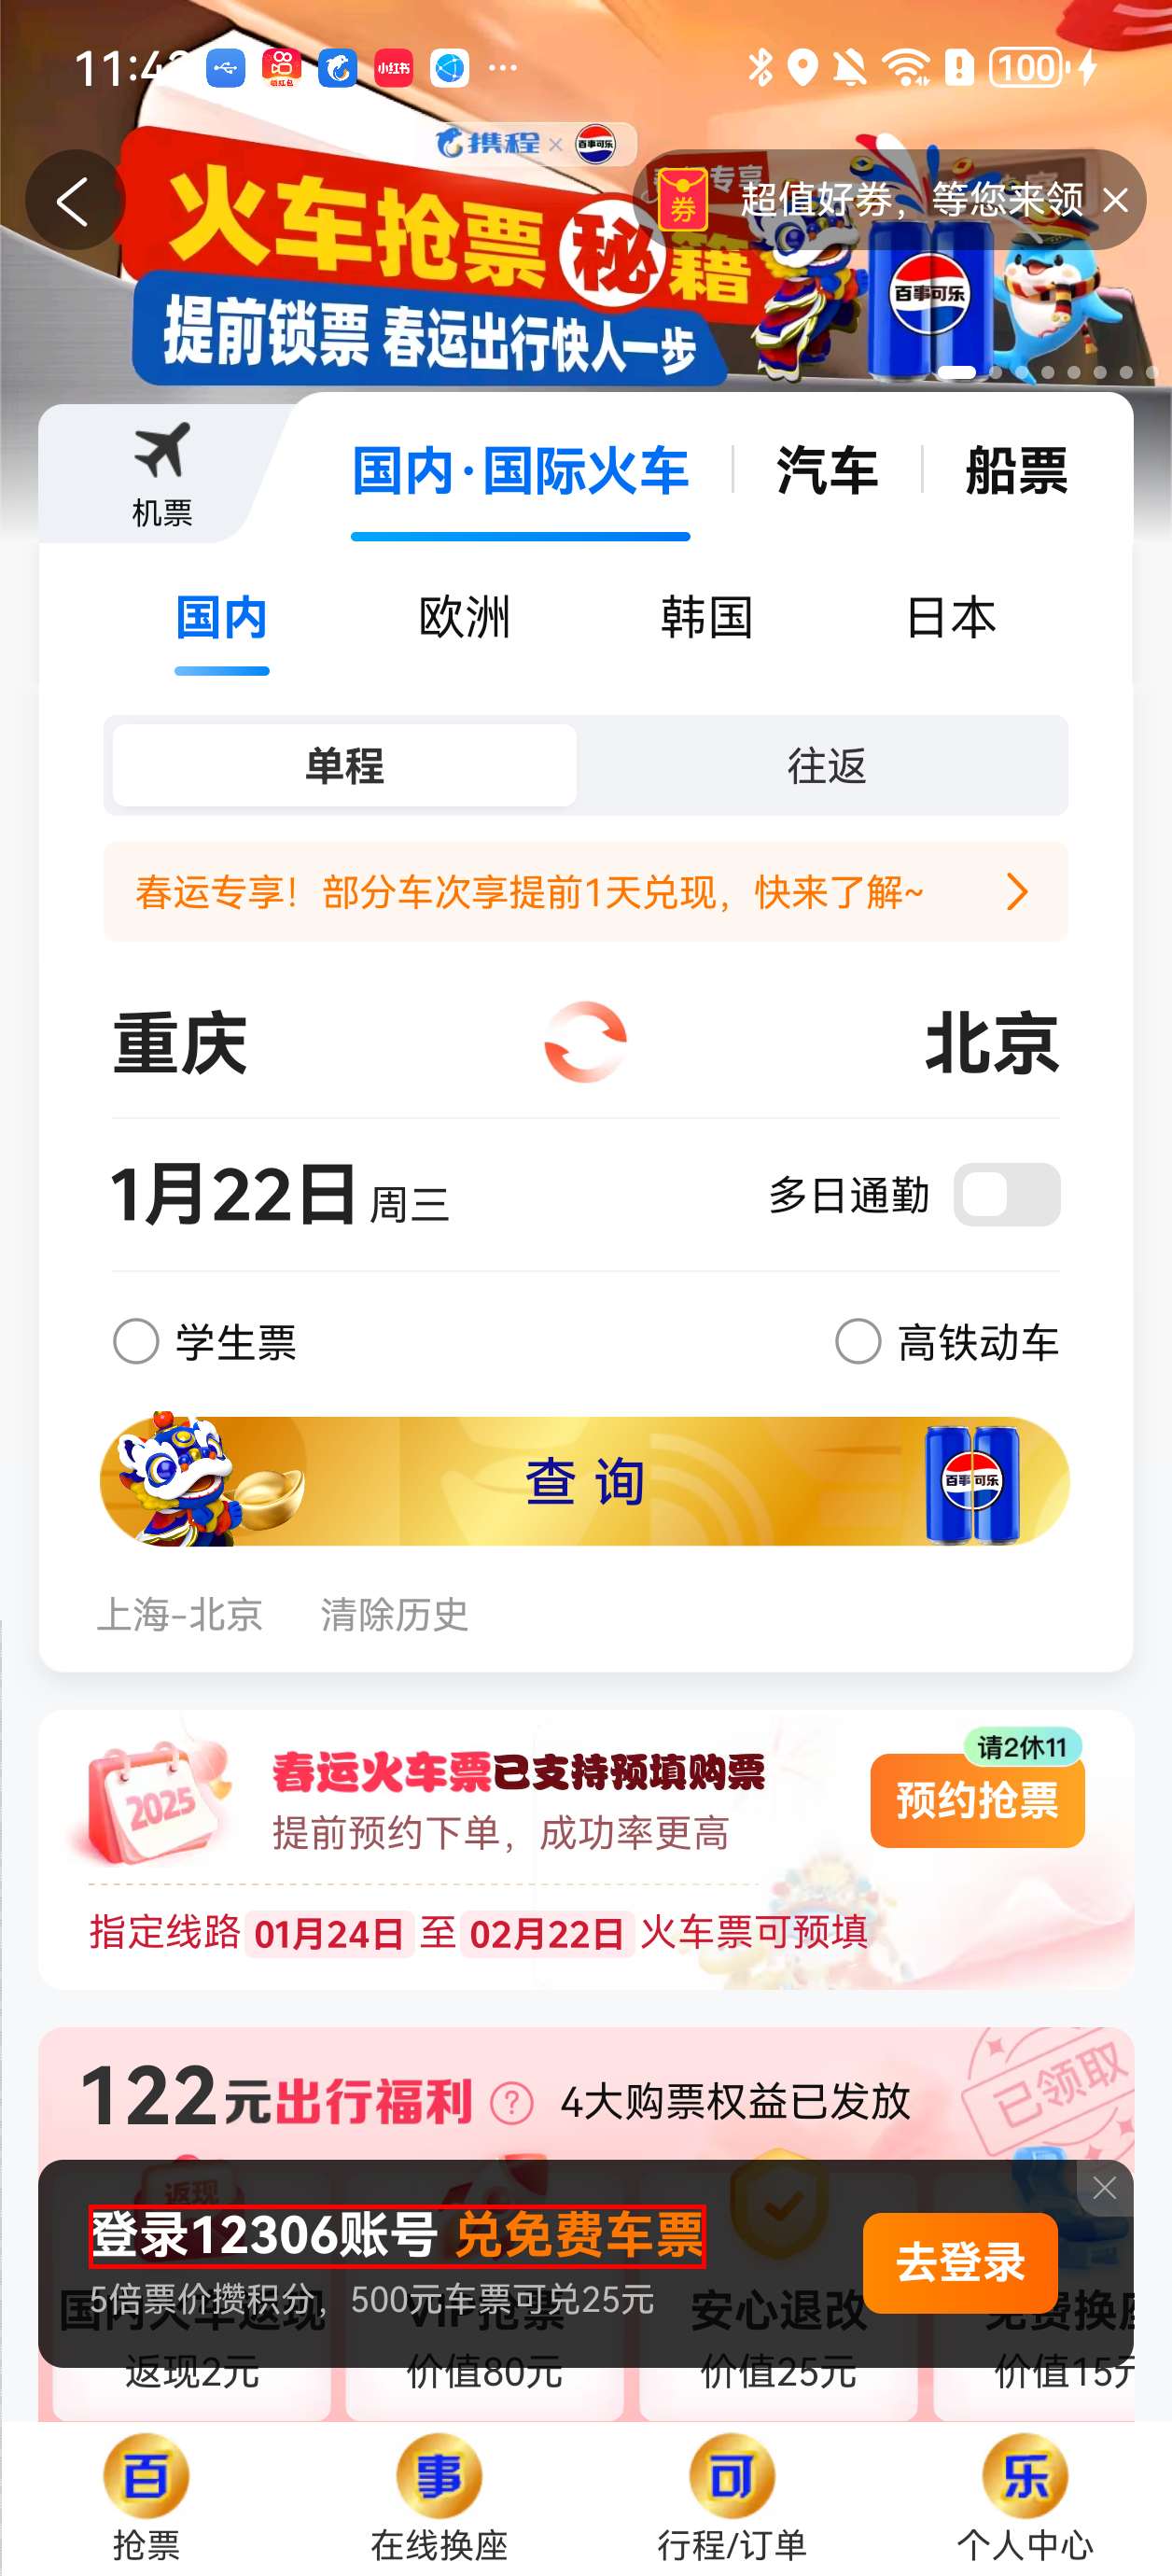 11:4
小红书
100
携程×百事可乐
火车抢票秘籍
提前锁票 春运出行快人一步
百事可乐
券 超值好券，等您来领
机票
国内·国际火车
汽车
船票
国内
欧洲
韩国
日本
单程
往返
春运专享！部分车次享提前1天兑现，快来了解~
重庆
北京
1月22日 周三
多日通勤
学生票
高铁动车
查 询
百事可乐
上海-北京
清除历史
2025
春运火车票已支持预填购票
提前预约下单，成功率更高
请2休11
预约抢票
指定线路 01月24日 至 02月22日 火车票可预填
122元出行福利 ? 4大购票权益已发放
已领取
返现
登录12306账号 兑免费车票
5倍票价攒积分，500元车票可兑25元
去登录
国内火车返现
VIP抢票
安心退改
免费换座
返现2元
价值80元
价值25元
价值15元
百
事
可
乐
抢票
在线换座
行程/订单
个人中心